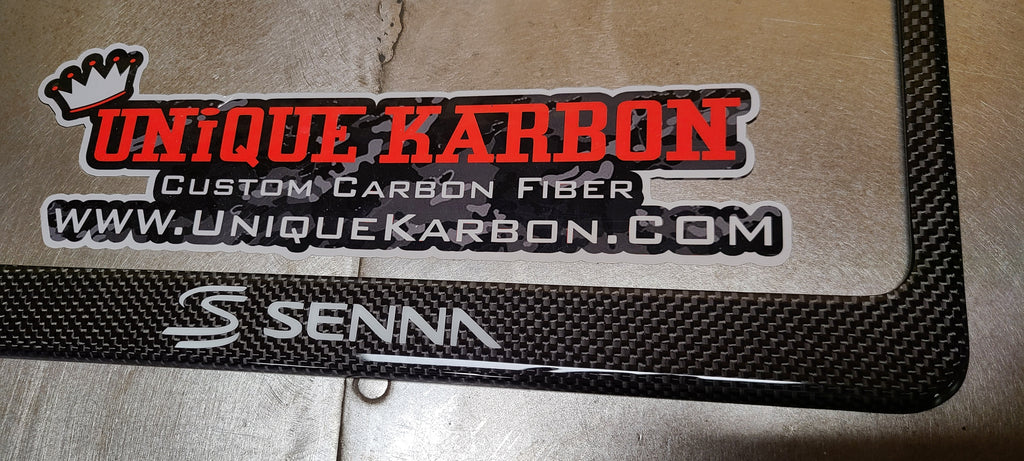 UNiQUE KARBON
CUSTOM CARBON FIBER
WWW.UNIQUEKARBON.COM
S SENNA